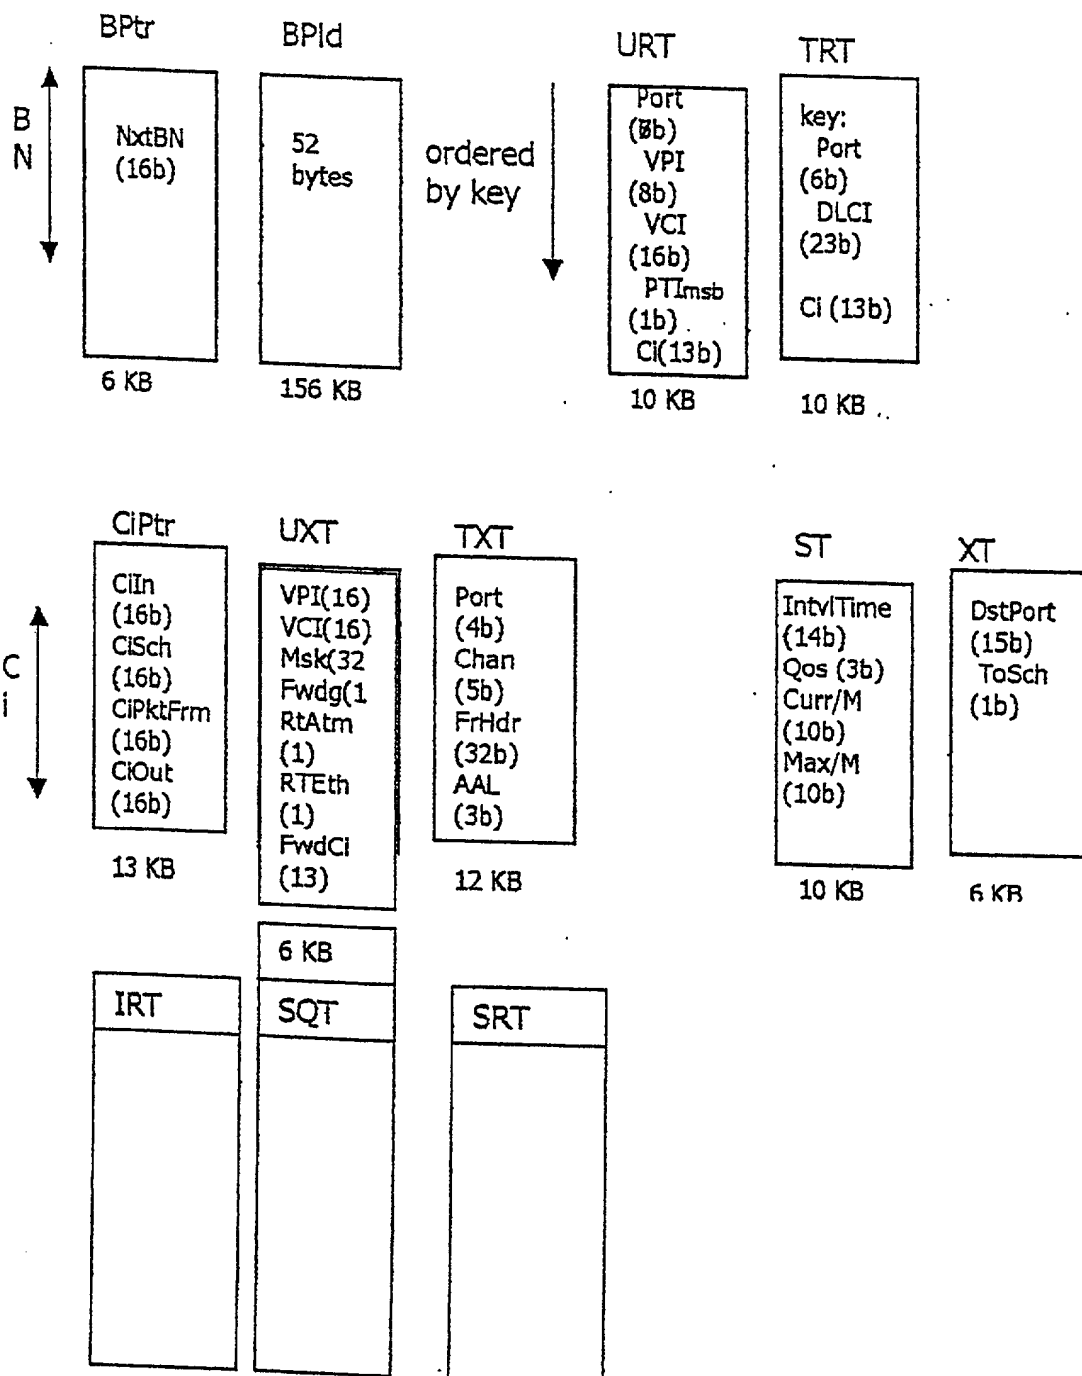 BPtr
BPld
URT
TRT
B
N
NxtBN
(16b)
6 KB
52
bytes
156 KB
ordered
by key
Port
VPI
(8b)
VCI
(16b)
PTImsb
(1b)
Ci(13b)
10 KB
key:
Port
(6b)
DLCI
(23b)
Ci (13b)
10 KB
CiPtr
UXT
TXT
ST
XT
C
i
CiIn
(16b)
CiSch
(16b)
CiPktFrm
(16b)
CiOut
(16b)
13 KB
VPI(16)
VCI(16)
Msk(32
Fwdg(1
RtAtm
(1)
RTEth
(1)
FwdCi
(13)
6 KB
Port
(4b)
Chan
(5b)
FrHdr
(32b)
AAL
(3b)
12 KB
IntvlTime
(14b)
Qos (3b)
Curr/M
(10b)
Max/M
(10b)
10 KB
DstPort
(15b)
ToSch
(1b)
6 KB
IRT
SQT
SRT